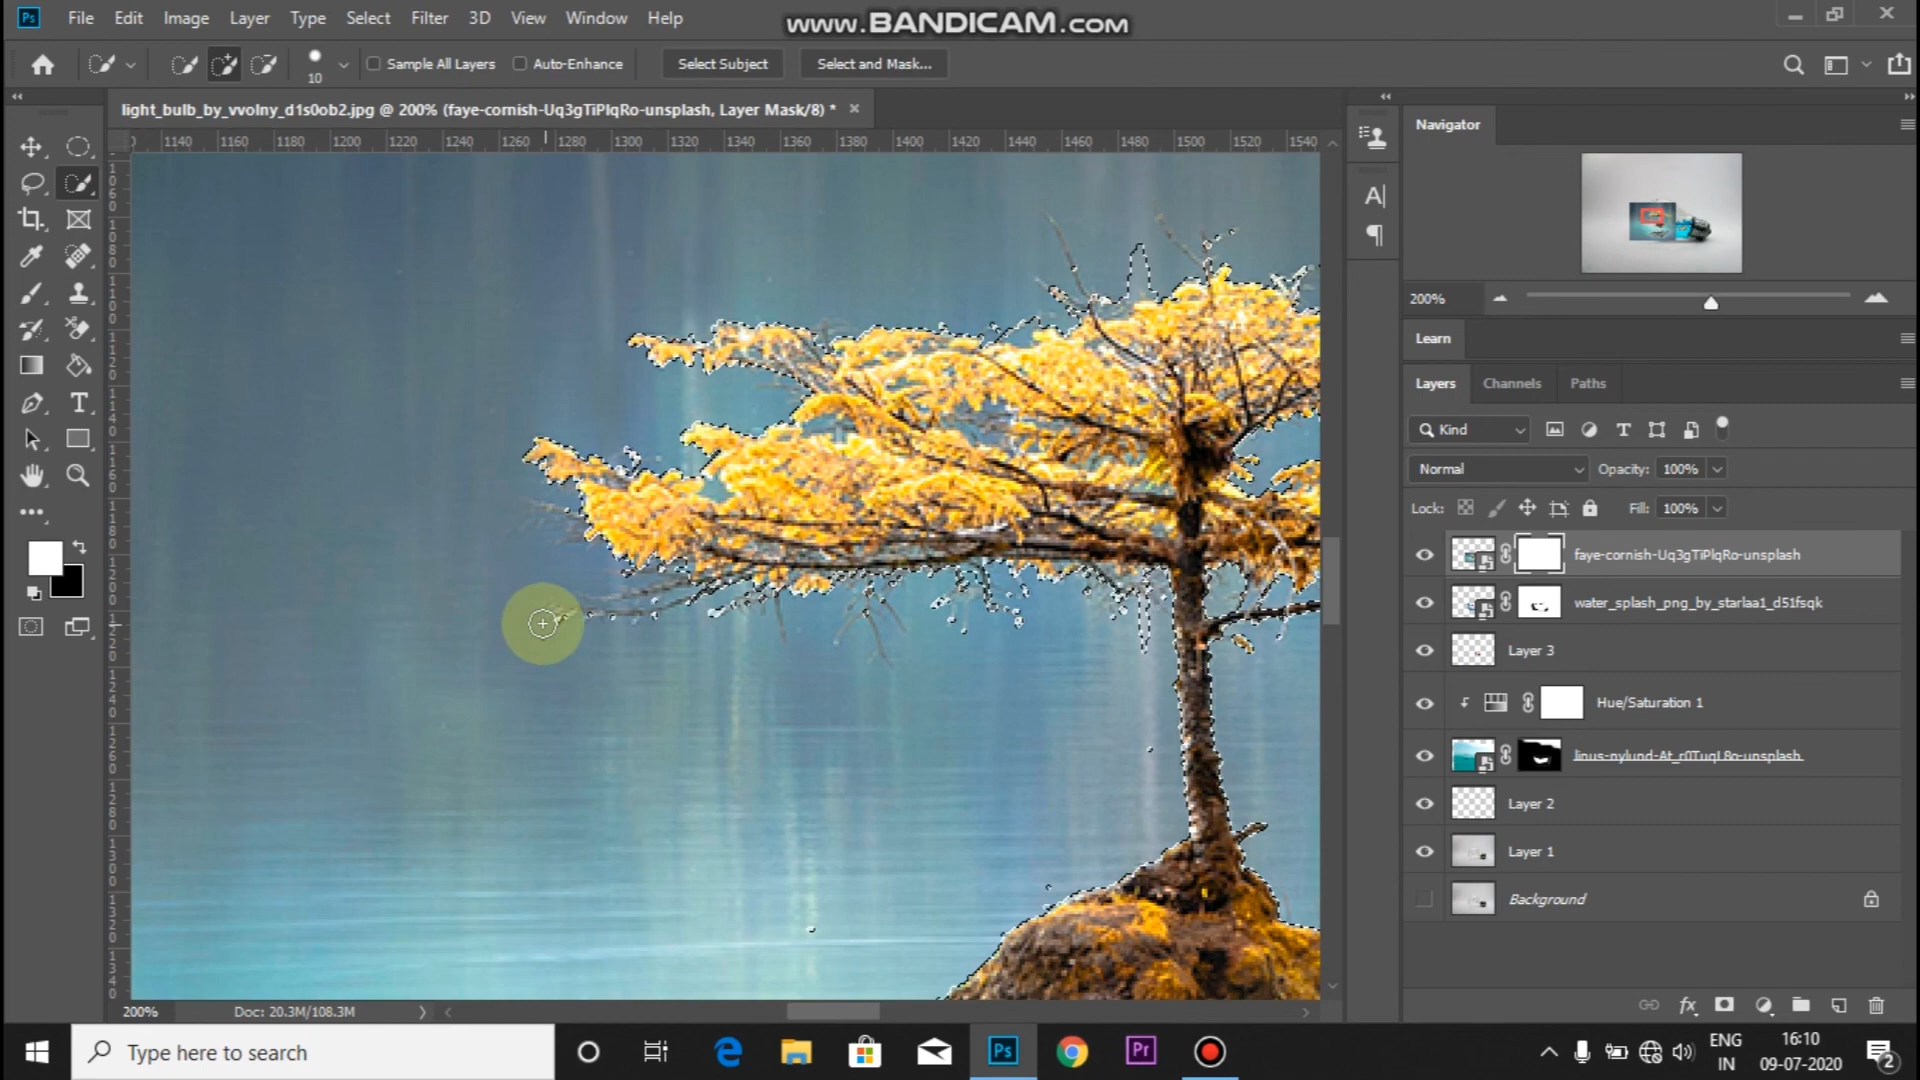 File Edit Image Layer Type Select Filter 3D View Window Help
www.BANDICAM.com
10 Sample All Layers Auto-Enhance Select Subject Select and Mask...
light_bulb_by_vvolny_d1s0ob2.jpg @ 200% (faye-cornish-Uq3gTiPlqRo-unsplash, Layer Mask/8) *
1140 1160 1180 1200 1220 1240 1260 1280 1300 1320 1340 1360 1380 1400 1420 1440 1460 1480 1500 1520 1540
Navigator
200%
Learn
Layers Channels Paths
Kind
Normal Opacity: 100%
Lock: Fill: 100%
faye-cornish-Uq3gTiPlqRo-unsplash
water_splash_png_by_starlaa1_d51fsqk
Layer 3
Hue/Saturation 1
linus-nylund-At_r0TuqL8o-unsplash
Layer 2
Layer 1
Background
200% Doc: 20.3M/108.3M
Type here to search
ENG
IN
16:10
09-07-2020
2